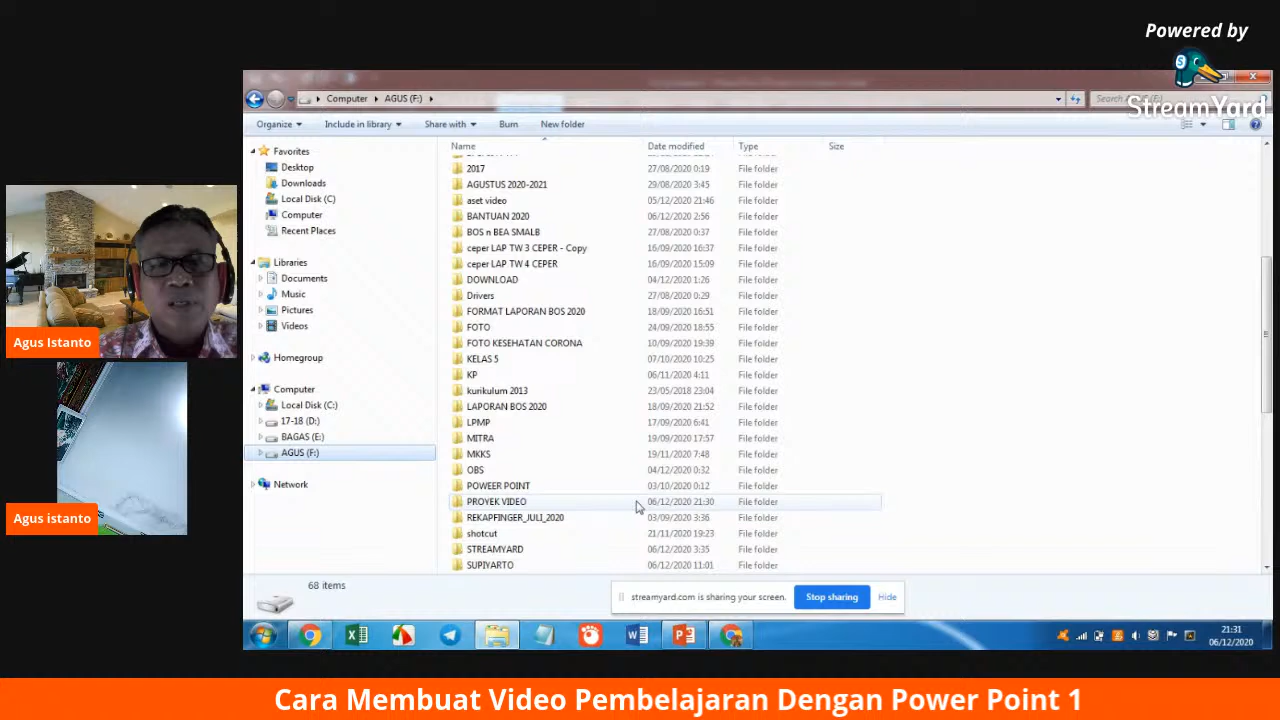 Powered by
StreamYard
Computer AGUS (F:)
Organize Include in library Share with Burn New folder
Favorites
Desktop
Downloads
Local Disk (C)
Computer
Recent Places
Libraries
Documents
Music
Pictures
Videos
Homegroup
Computer
Local Disk (C:)
17-18 (D:)
BAGAS (E:)
AGUS (F:)
Network
Name Date modified Type Size
2017 27/08/2020 0:19 File folder
AGUSTUS 2020-2021 29/08/2020 3:45 File folder
aset video 05/12/2020 21:46 File folder
BANTUAN 2020 06/12/2020 2:56 File folder
BOS n BEA SMALB 27/08/2020 0:37 File folder
ceper LAP TW 3 CEPER - Copy 16/09/2020 16:37 File folder
ceper LAP TW 4 CEPER 16/09/2020 15:09 File folder
DOWNLOAD 04/12/2020 1:26 File folder
Drivers 27/08/2020 0:29 File folder
FORMAT LAPORAN BOS 2020 18/09/2020 16:51 File folder
FOTO 24/09/2020 18:55 File folder
FOTO KESEHATAN CORONA 10/09/2020 19:39 File folder
KELAS 5 07/10/2020 10:25 File folder
KP 06/11/2020 4:11 File folder
kurikulum 2013 23/05/2018 23:04 File folder
LAPORAN BOS 2020 18/09/2020 21:52 File folder
LPMP 17/09/2020 6:41 File folder
MITRA 19/09/2020 17:57 File folder
MKKS 19/11/2020 7:48 File folder
OBS 04/12/2020 0:32 File folder
POWEER POINT 03/10/2020 0:12 File folder
PROYEK VIDEO 06/12/2020 21:30 File folder
REKAPFINGER_JULI_2020 03/09/2020 3:36 File folder
shotcut 21/11/2020 19:23 File folder
STREAMYARD 06/12/2020 3:35 File folder
SUPIYARTO 06/12/2020 11:01 File folder
68 items
streamyard.com is sharing your screen. Stop sharing Hide
21:31
06/12/2020
Agus Istanto
Agus istanto
Cara Membuat Video Pembelajaran Dengan Power Point 1